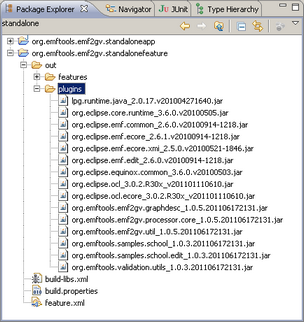 Package Explorer Navigator JUnit Type Hierarchy
standalone
org.emftools.emf2gv.standaloneapp
org.emftools.emf2gv.standalonefeature
out
features
plugins
lpg.runtime.java_2.0.17.v201004271640.jar
org.eclipse.core.runtime_3.6.0.v20100505.jar
org.eclipse.emf.common_2.6.0.v20100914-1218.jar
org.eclipse.emf.ecore_2.6.1.v20100914-1218.jar
org.eclipse.emf.ecore.xmi_2.5.0.v20100521-1846.jar
org.eclipse.emf.edit_2.6.0.v20100914-1218.jar
org.eclipse.equinox.common_3.6.0.v20100503.jar
org.eclipse.ocl_3.0.2.R30x_v201101110610.jar
org.eclipse.ocl.ecore_3.0.2.R30x_v201101110610.jar
org.emftools.emf2gv.graphdesc_1.0.5.201106172131.jar
org.emftools.emf2gv.processor.core_1.0.5.201106172131.jar
org.emftools.emf2gv.util_1.0.5.201106172131.jar
org.emftools.samples.school_1.0.3.201106172131.jar
org.emftools.samples.school.edit_1.0.3.201106172131.jar
org.emftools.validation.utils_1.0.3.201106172131.jar
build-libs.xml
build.properties
feature.xml